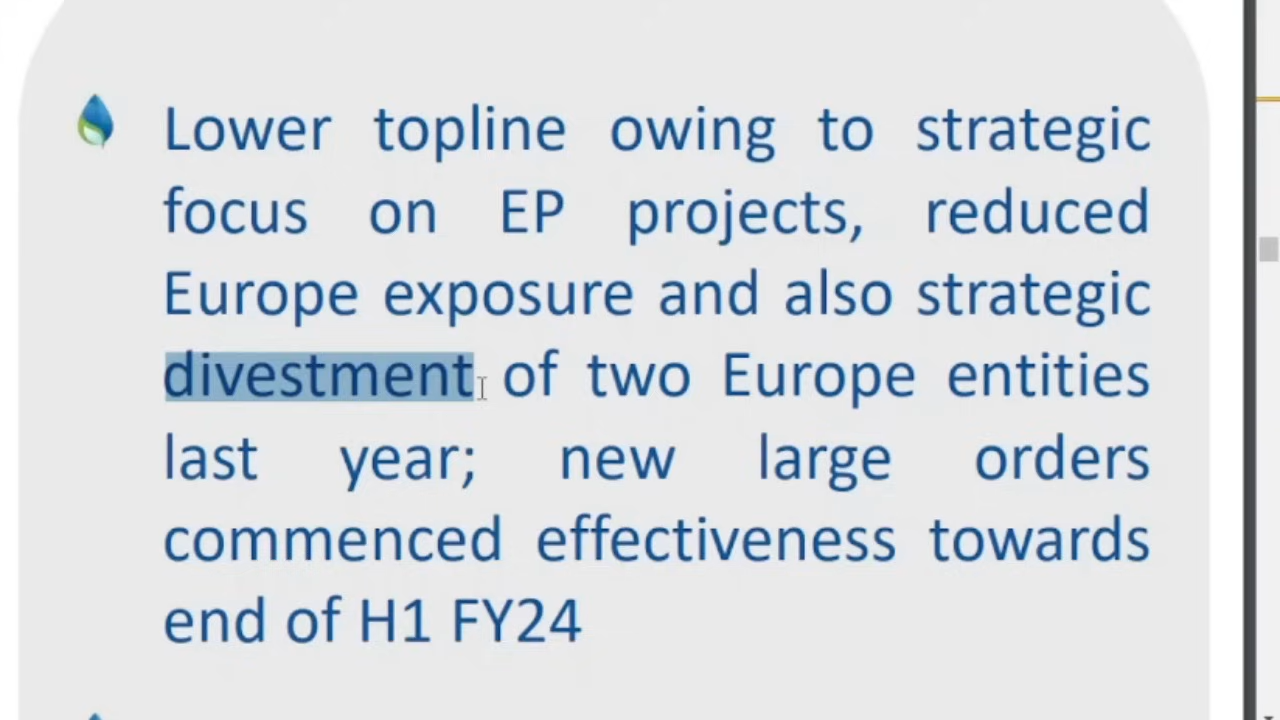 Lower topline owing to strategic
focus on EP projects, reduced
Europe exposure and also strategic
divestment of two Europe entities
last year; new large orders
commenced effectiveness towards
end of H1 FY24